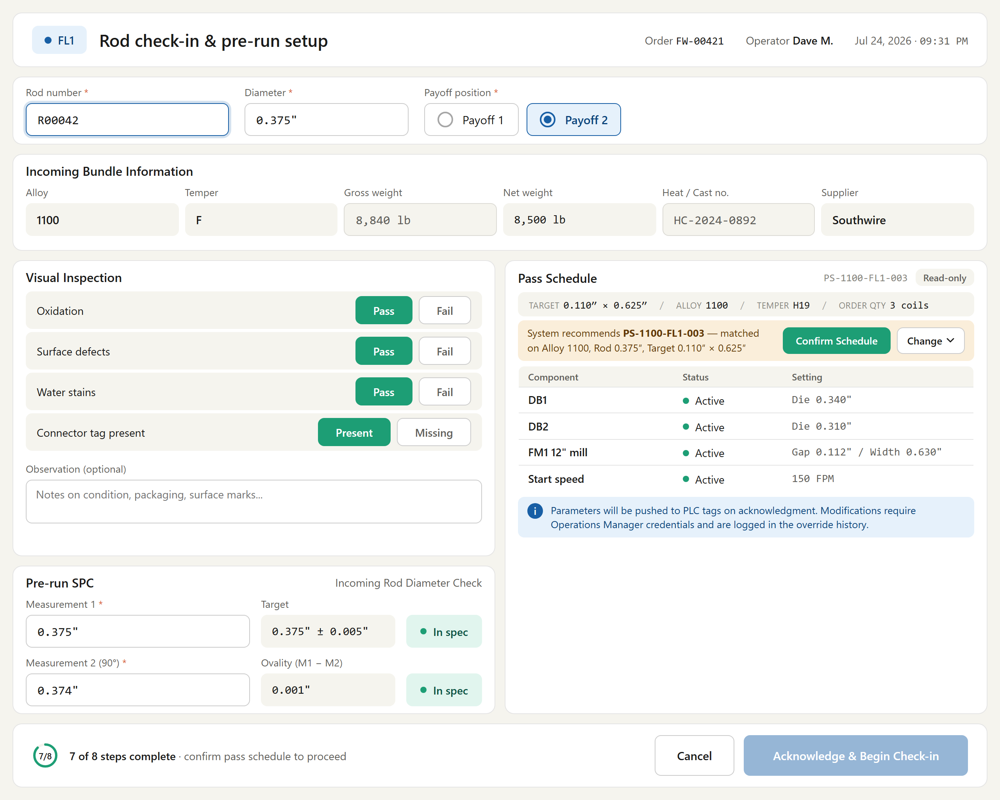 FL1
Rod check-in & pre-run setup
Order FW-00421
Operator Dave M.
Jul 24, 2026 · 09:31 PM
Rod number *
Diameter *
Payoff position *
R00042
0.375"
Payoff 1
Payoff 2
Incoming Bundle Information
Alloy
Temper
Gross weight
Net weight
Heat / Cast no.
Supplier
1100
F
8,840 lb
8,500 lb
HC-2024-0892
Southwire
Visual Inspection
Oxidation
Pass
Fail
Surface defects
Pass
Fail
Water stains
Pass
Fail
Connector tag present
Present
Missing
Observation (optional)
Notes on condition, packaging, surface marks...
Pre-run SPC
Incoming Rod Diameter Check
Measurement 1 *
Target
0.375"
0.375" ± 0.005"
In spec
Measurement 2 (90°) *
Ovality (M1 − M2)
0.374"
0.001"
In spec
Pass Schedule
PS-1100-FL1-003
Read-only
TARGET 0.110″ × 0.625″ / ALLOY 1100 / TEMPER H19 / ORDER QTY 3 coils
System recommends PS-1100-FL1-003 — matched
on Alloy 1100, Rod 0.375″, Target 0.110″ × 0.625″
Confirm Schedule
Change
Component
Status
Setting
DB1
Active
Die 0.340"
DB2
Active
Die 0.310"
FM1 12" mill
Active
Gap 0.112" / Width 0.630"
Start speed
Active
150 FPM
i
Parameters will be pushed to PLC tags on acknowledgment. Modifications require
Operations Manager credentials and are logged in the override history.
7/8
7 of 8 steps complete · confirm pass schedule to proceed
Cancel
Acknowledge & Begin Check-in